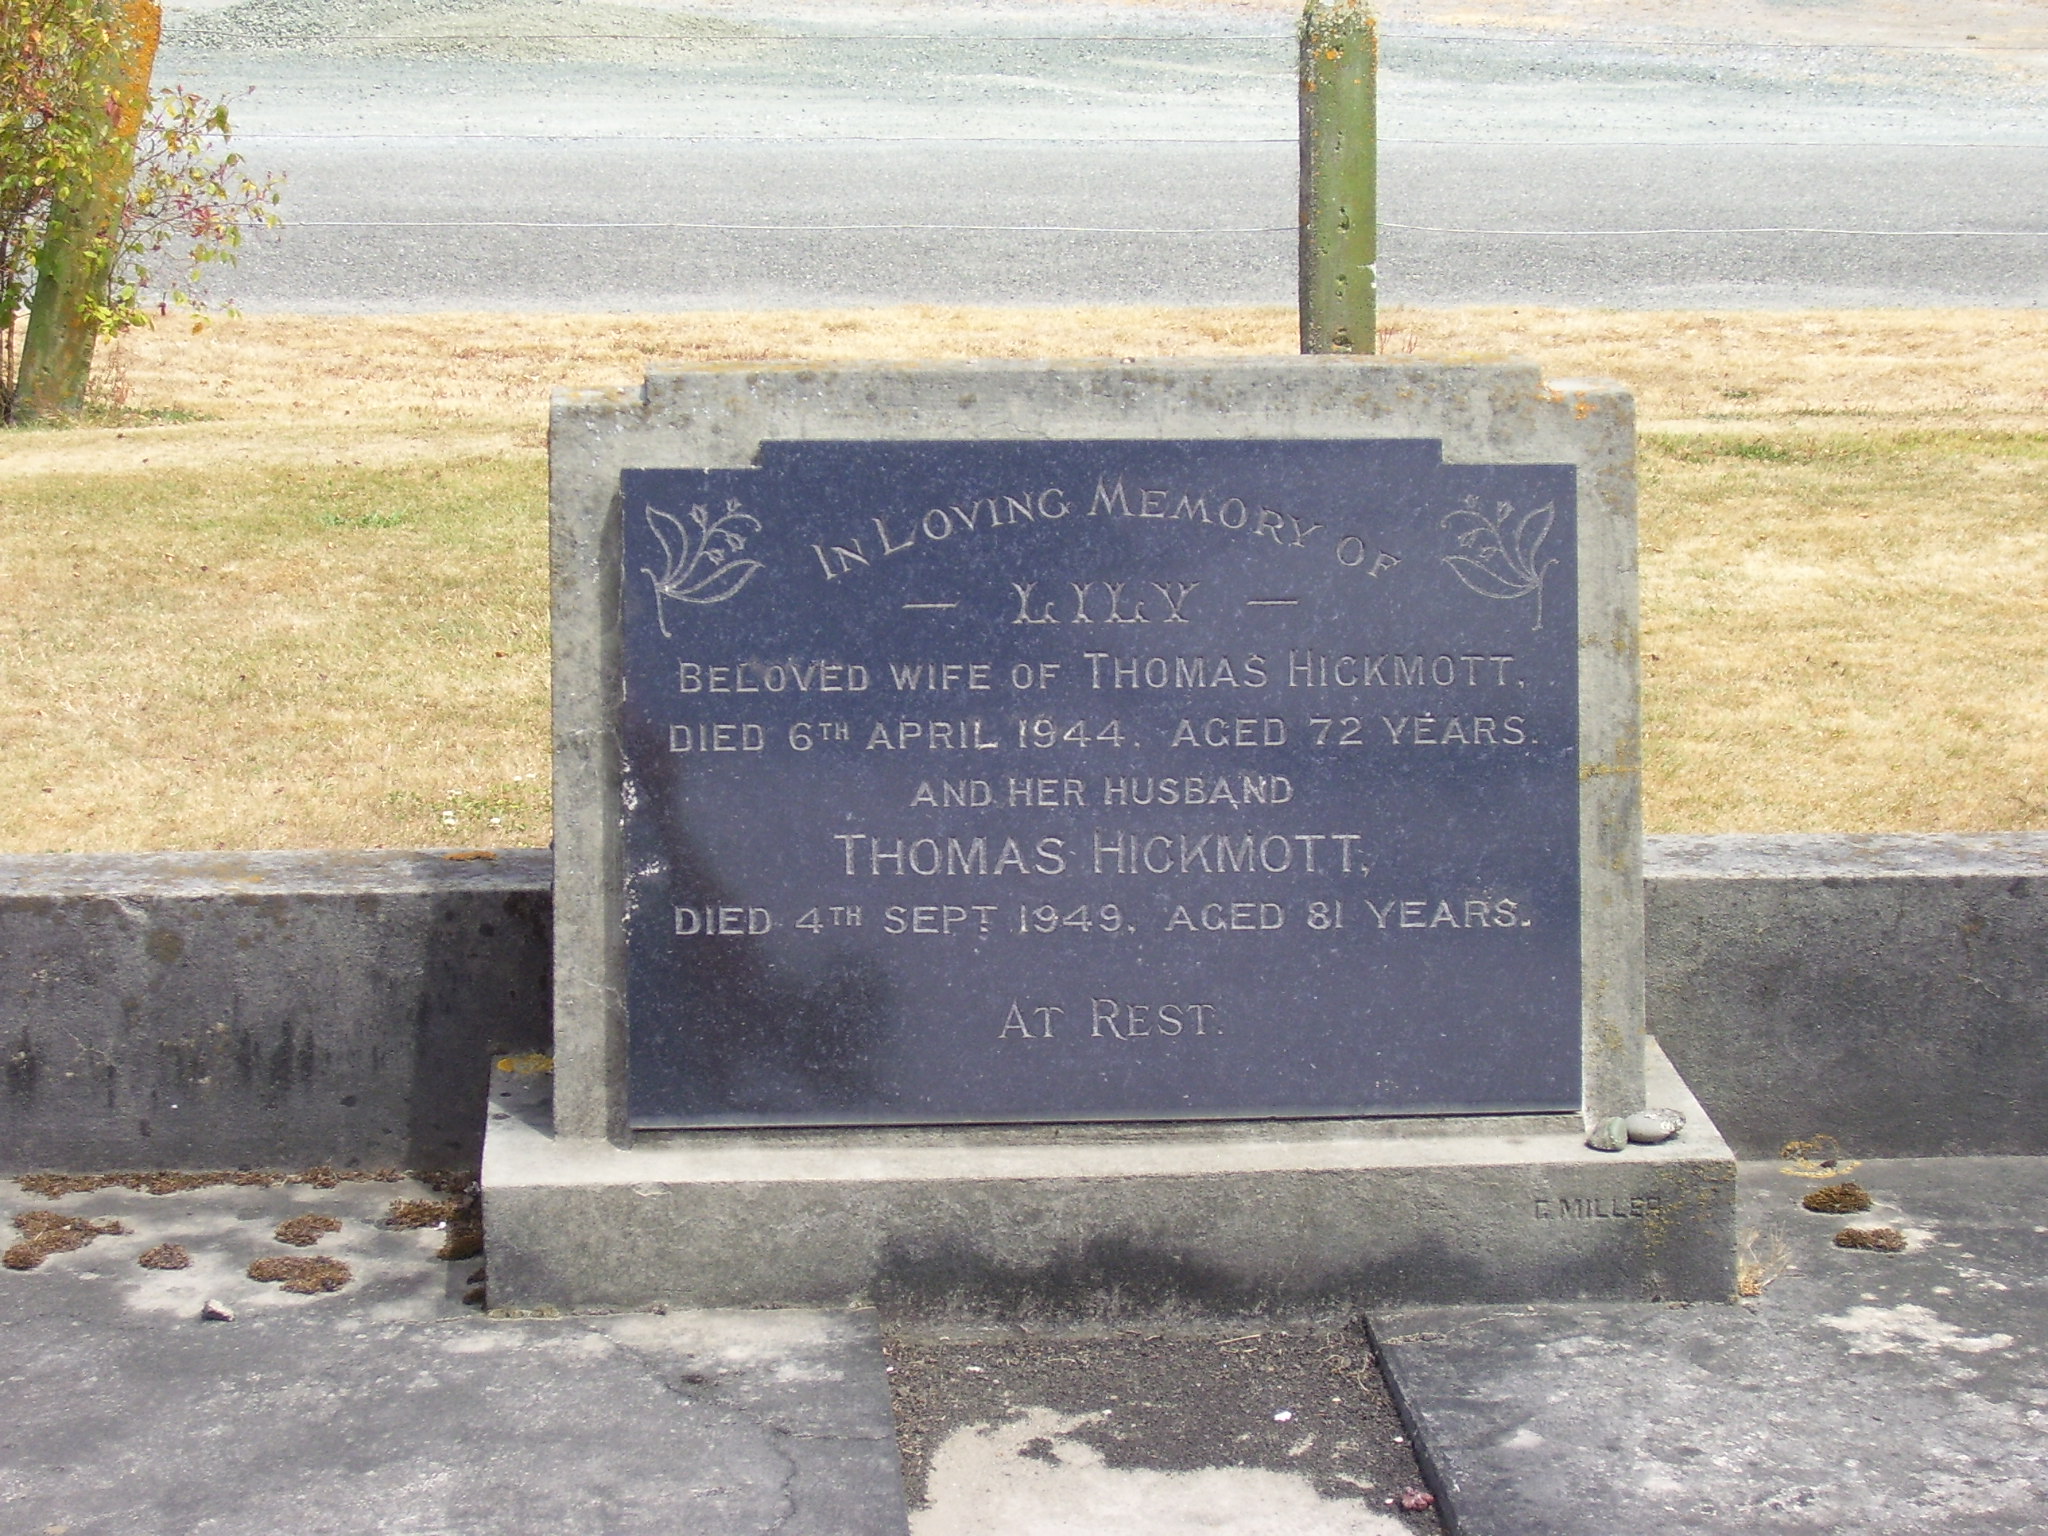 IN LOVING MEMORY OF
— LILY —
BELOVED WIFE OF THOMAS HICKMOTT,
DIED 6TH APRIL 1944, AGED 72 YEARS.
AND HER HUSBAND
THOMAS HICKMOTT,
DIED 4TH SEPT. 1949, AGED 81 YEARS.
AT REST.
G. MILLER